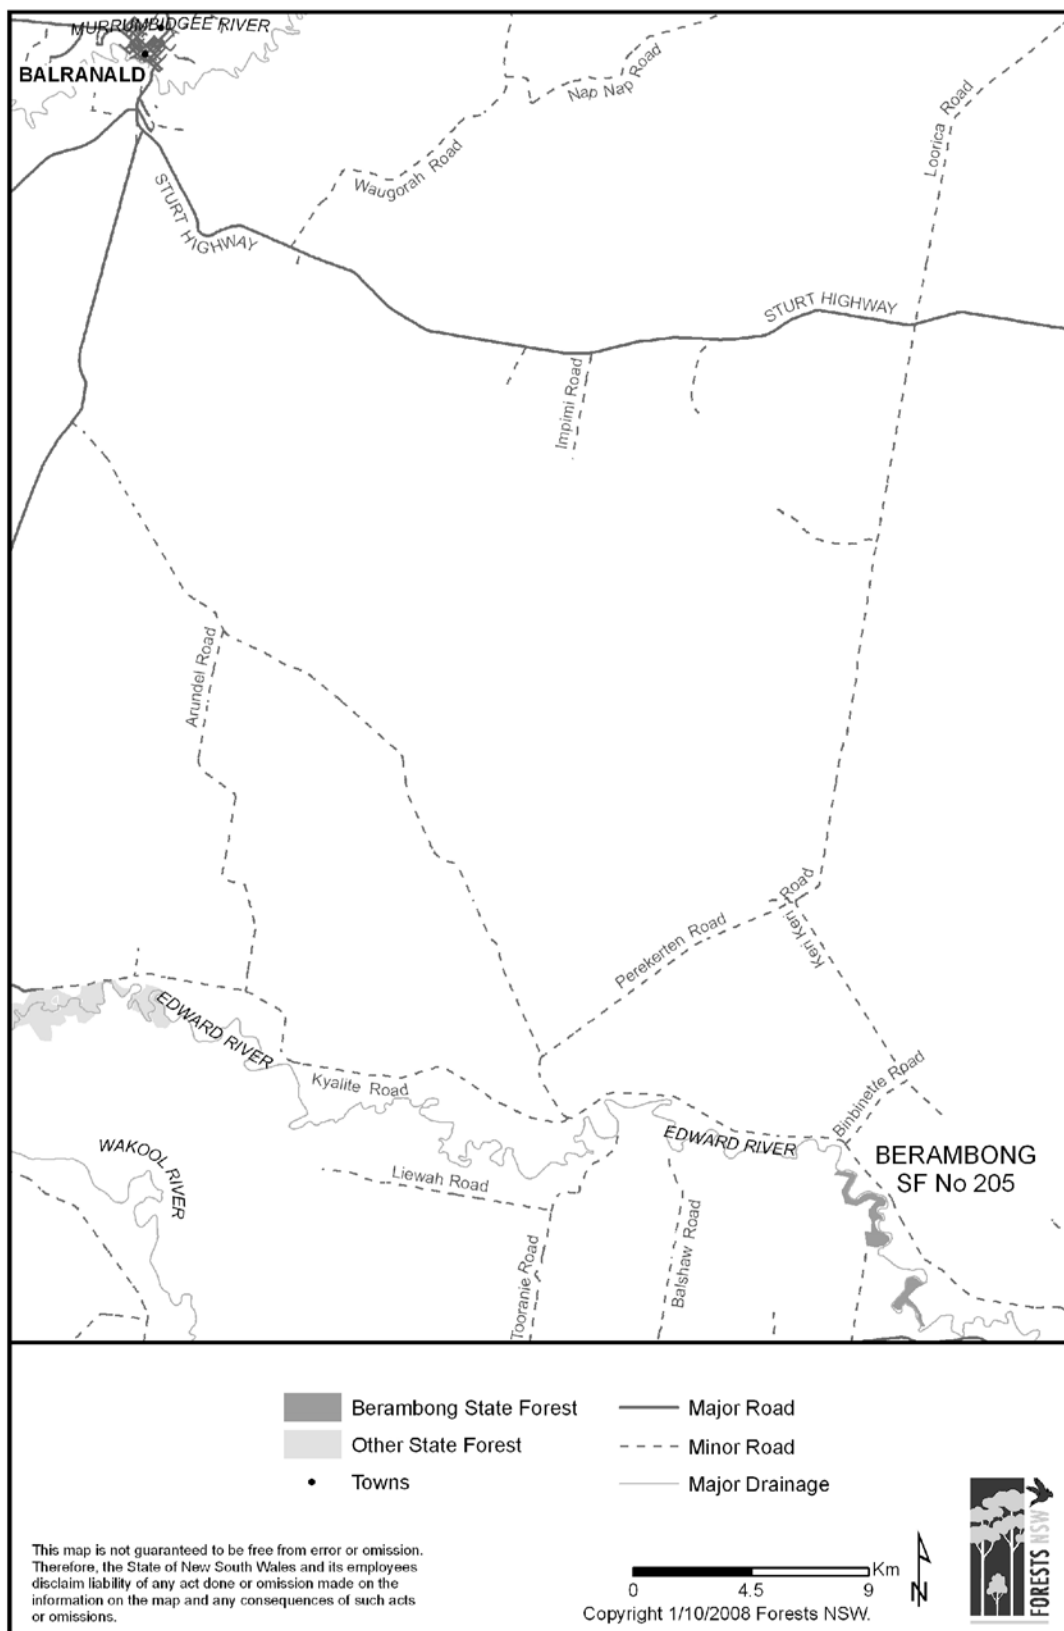 MURRUMBIDGEE RIVER
BALRANALD
Nap Nap Road
Loorica Road
Waugorah Road
STURT HIGHWAY
STURT HIGHWAY
Impimi Road
Arundel Road
Perekerten Road
Keri Keri Road
EDWARD RIVER
Kyalite Road
Binbinette Road
EDWARD RIVER
BERAMBONG
SF No 205
WAKOOL RIVER
Liewah Road
Balshaw Road
Tooranie Road
Berambong State Forest
Major Road
Other State Forest
Minor Road
Towns
Major Drainage
This map is not guaranteed to be free from error or omission.
Therefore, the State of New South Wales and its employees
disclaim liability of any act done or omission made on the
information on the map and any consequences of such acts
or omissions.
Km
0 4.5 9
N
Copyright 1/10/2008 Forests NSW.
FORESTS NSW